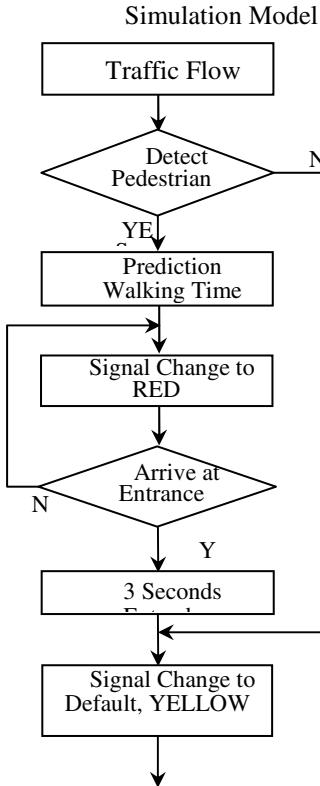 Simulation Model
Traffic Flow
Detect
Pedestrian
N
YE
Prediction
Walking Time
Signal Change to
RED
Arrive at
Entrance
N
Y
3 Seconds
Signal Change to
Default, YELLOW